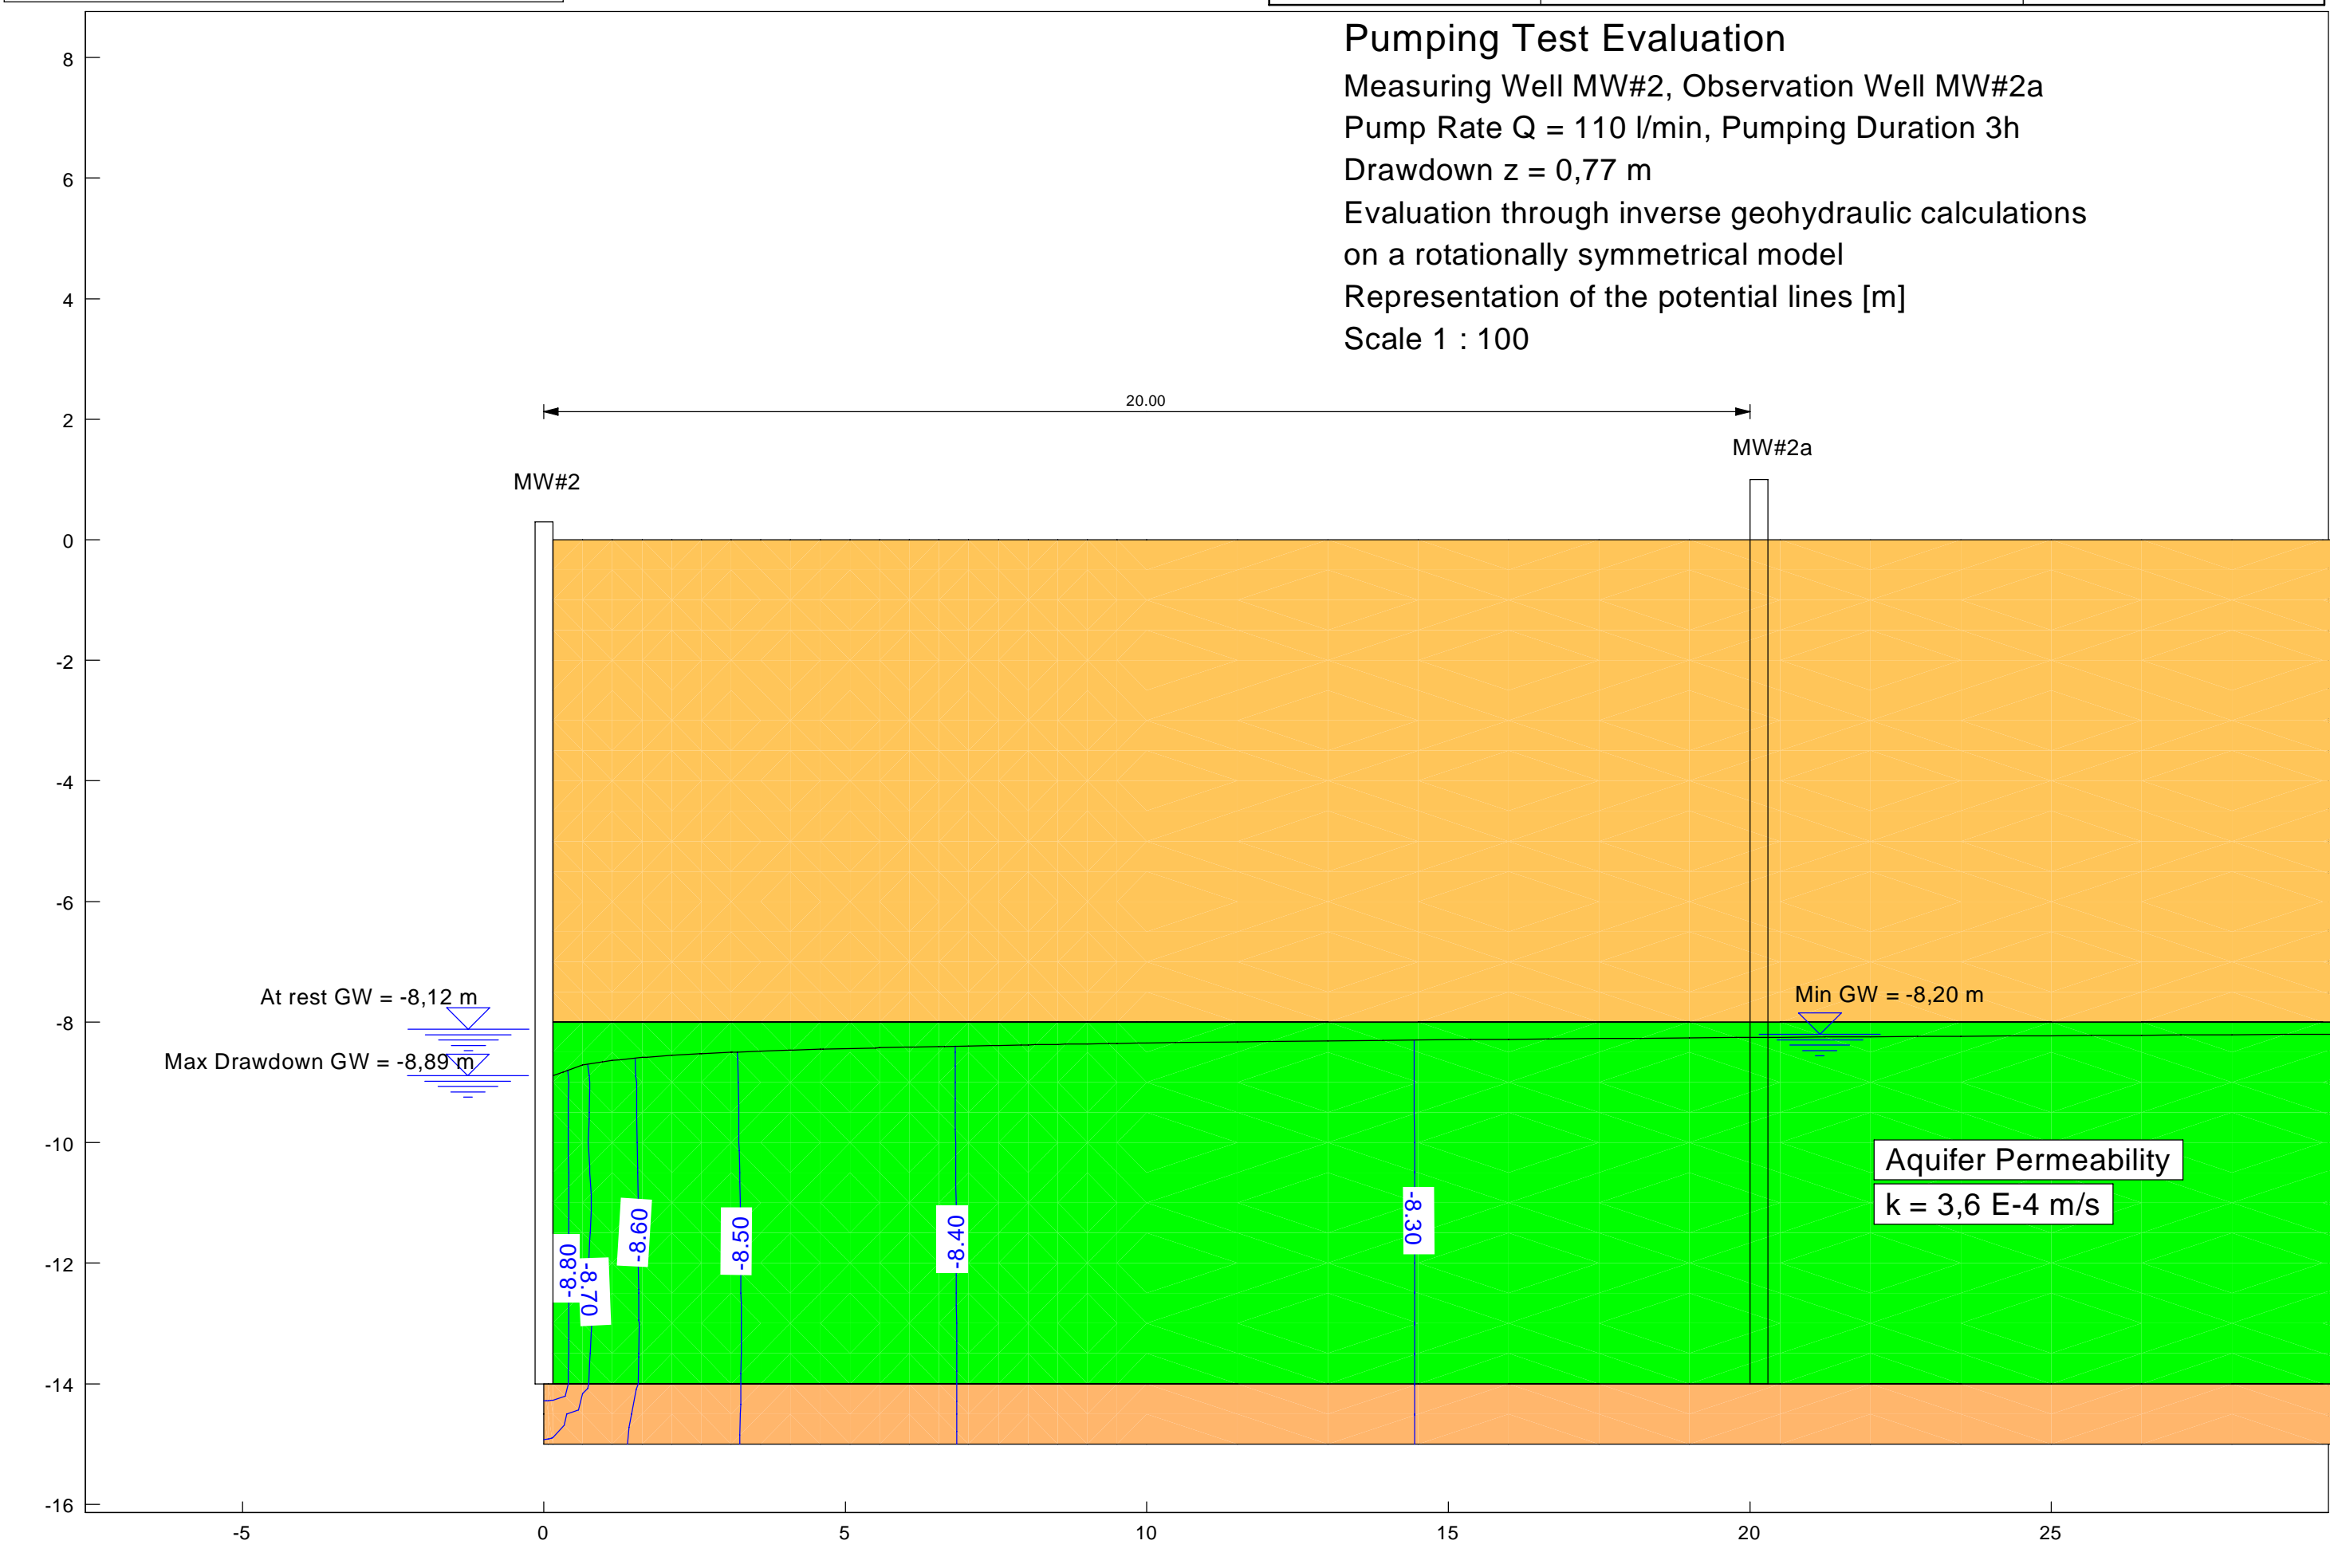 Pumping Test Evaluation
Measuring Well MW#2, Observation Well MW#2a
Pump Rate Q = 110 l/min, Pumping Duration 3h
Drawdown z = 0,77 m
Evaluation through inverse geohydraulic calculations
on a rotationally symmetrical model
Representation of the potential lines [m]
Scale 1 : 100
8
6
4
2
0
-2
-4
-6
-8
-10
-12
-14
-16
20.00
MW#2a
MW#2
At rest GW = -8,12 m
Min GW = -8,20 m
Max Drawdown GW = -8,89 m
Aquifer Permeability
k = 3,6 E-4 m/s
-8.80
-8.70
-8.60
-8.50
-8.40
-8.30
-5
0
5
10
15
20
25